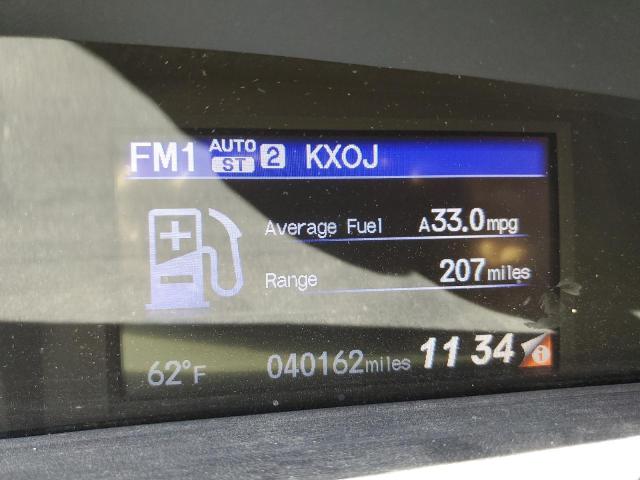 FM1 AUTO ST 2 KXOJ
Average Fuel A33.0mpg
Range 207miles
62°F 040162miles 11 34 i